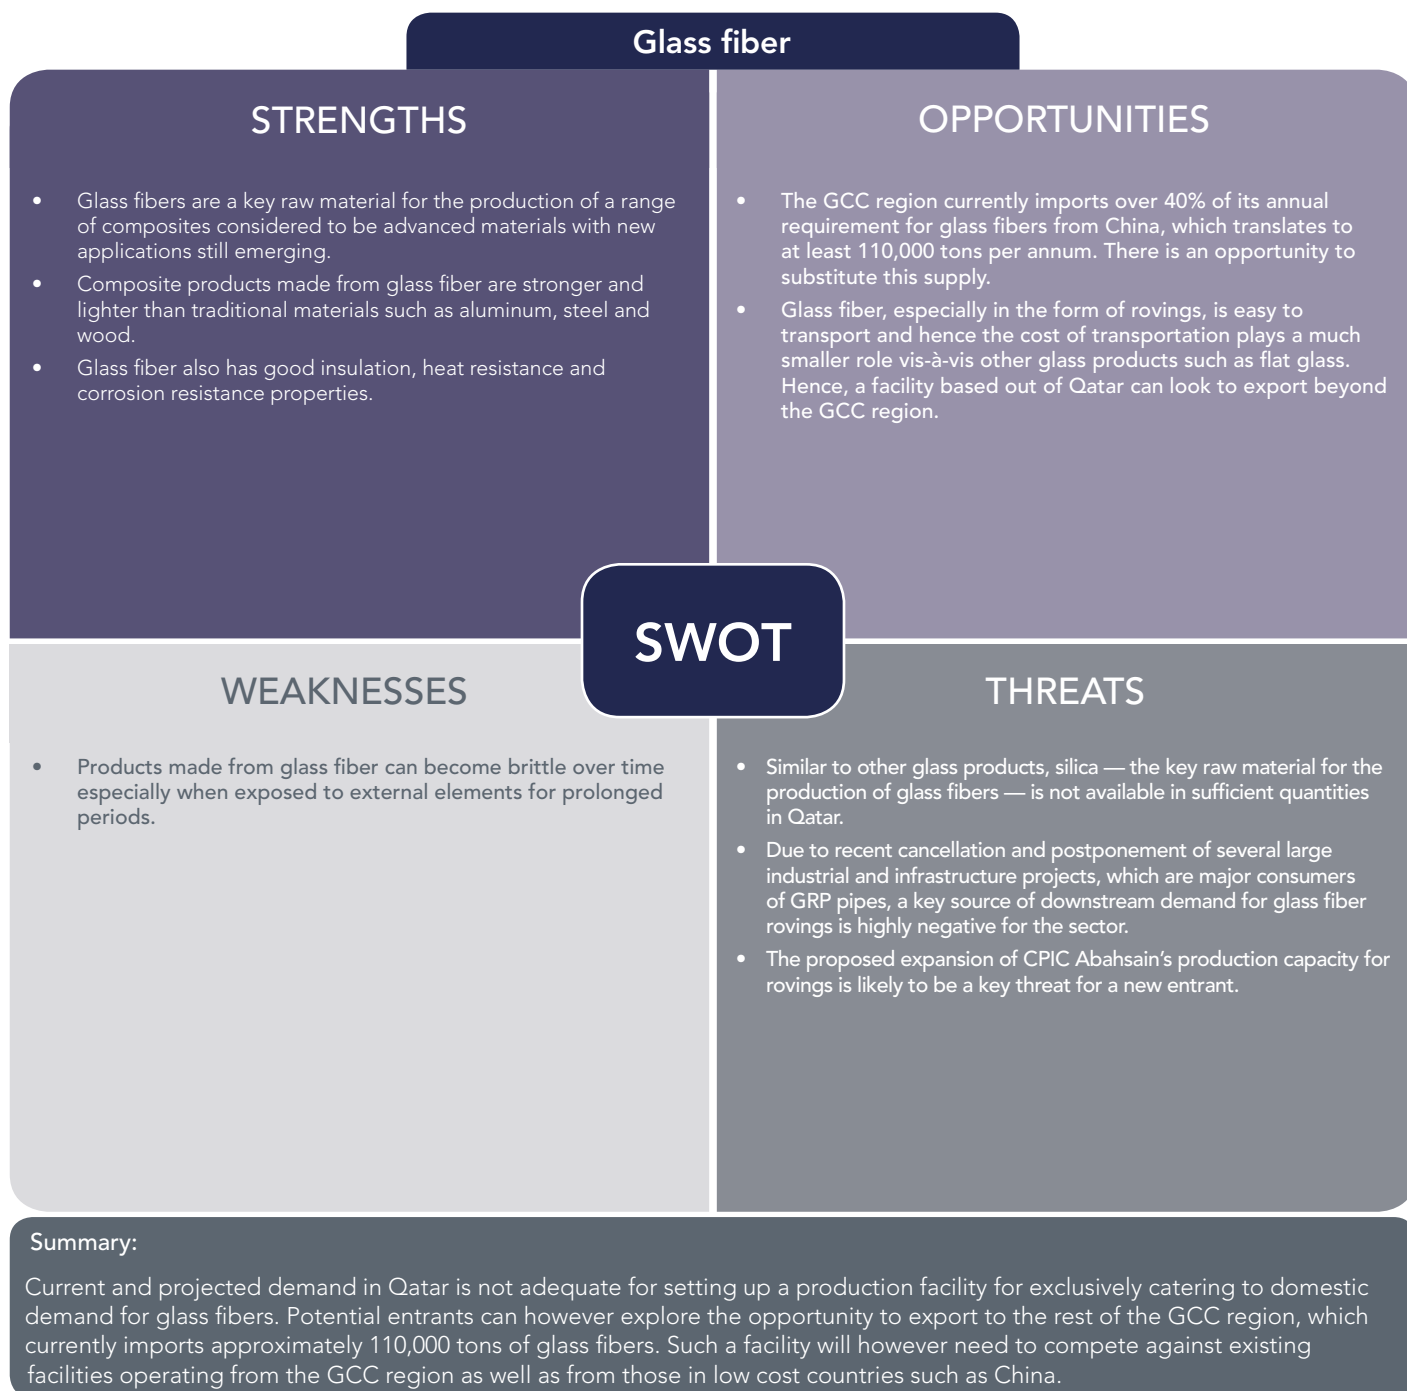 Glass fiber
STRENGTHS
• Glass fibers are a key raw material for the production of a range
of composites considered to be advanced materials with new
applications still emerging.
• Composite products made from glass fiber are stronger and
lighter than traditional materials such as aluminum, steel and
wood.
• Glass fiber also has good insulation, heat resistance and
corrosion resistance properties.
OPPORTUNITIES
• The GCC region currently imports over 40% of its annual
requirement for glass fibers from China, which translates to
at least 110,000 tons per annum. There is an opportunity to
substitute this supply.
• Glass fiber, especially in the form of rovings, is easy to
transport and hence the cost of transportation plays a much
smaller role vis-à-vis other glass products such as flat glass.
Hence, a facility based out of Qatar can look to export beyond
the GCC region.
SWOT
WEAKNESSES
• Products made from glass fiber can become brittle over time
especially when exposed to external elements for prolonged
periods.
THREATS
• Similar to other glass products, silica — the key raw material for the
production of glass fibers — is not available in sufficient quantities
in Qatar.
• Due to recent cancellation and postponement of several large
industrial and infrastructure projects, which are major consumers
of GRP pipes, a key source of downstream demand for glass fiber
rovings is highly negative for the sector.
• The proposed expansion of CPIC Abahsain’s production capacity for
rovings is likely to be a key threat for a new entrant.
Summary:
Current and projected demand in Qatar is not adequate for setting up a production facility for exclusively catering to domestic
demand for glass fibers. Potential entrants can however explore the opportunity to export to the rest of the GCC region, which
currently imports approximately 110,000 tons of glass fibers. Such a facility will however need to compete against existing
facilities operating from the GCC region as well as from those in low cost countries such as China.